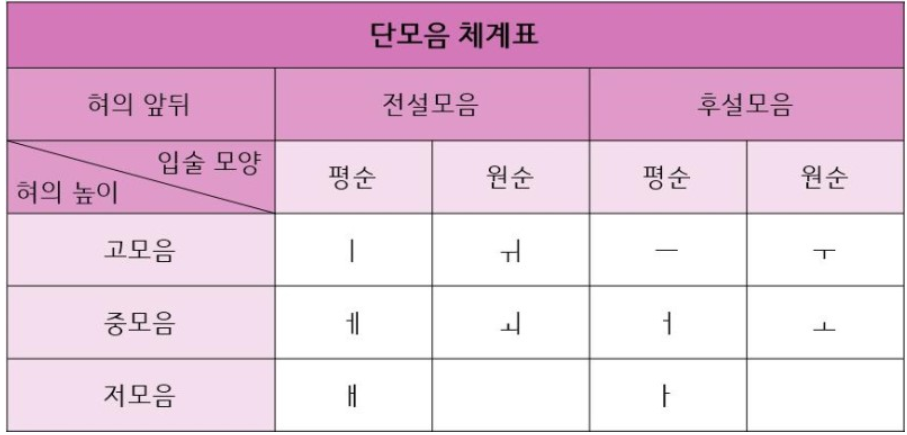 단모음 체계표
혀의 앞뒤 전설모음 후설모음
입술 모양
혀의 높이
평순 원순 평순 원순
고모음 ㅣ ㅟ ㅡ ㅜ
중모음 ㅔ ㅚ ㅓ ㅗ
저모음 ㅐ ㅏ